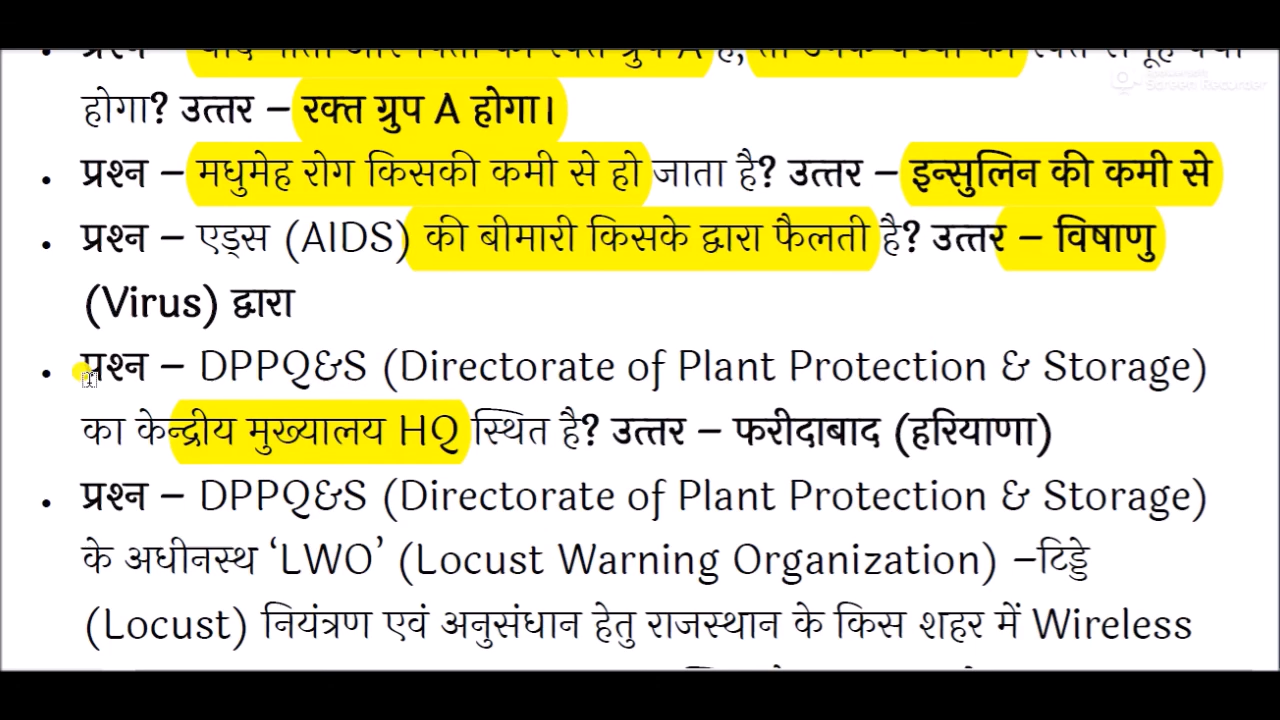 होगा? उत्तर – रक्त ग्रुप A होगा।
प्रश्न – मधुमेह रोग किसकी कमी से हो जाता है? उत्तर – इन्सुलिन की कमी से
प्रश्न – एड्स (AIDS) की बीमारी किसके द्वारा फैलती है? उत्तर – विषाणु
(Virus) द्वारा
प्रश्न – DPPQ&S (Directorate of Plant Protection & Storage)
का केन्द्रीय मुख्यालय HQ स्थित है? उत्तर – फरीदाबाद (हरियाणा)
प्रश्न – DPPQ&S (Directorate of Plant Protection & Storage)
के अधीनस्थ ‘LWO’ (Locust Warning Organization) –टिड्डे
(Locust) नियंत्रण एवं अनुसंधान हेतु राजस्थान के किस शहर में Wireless